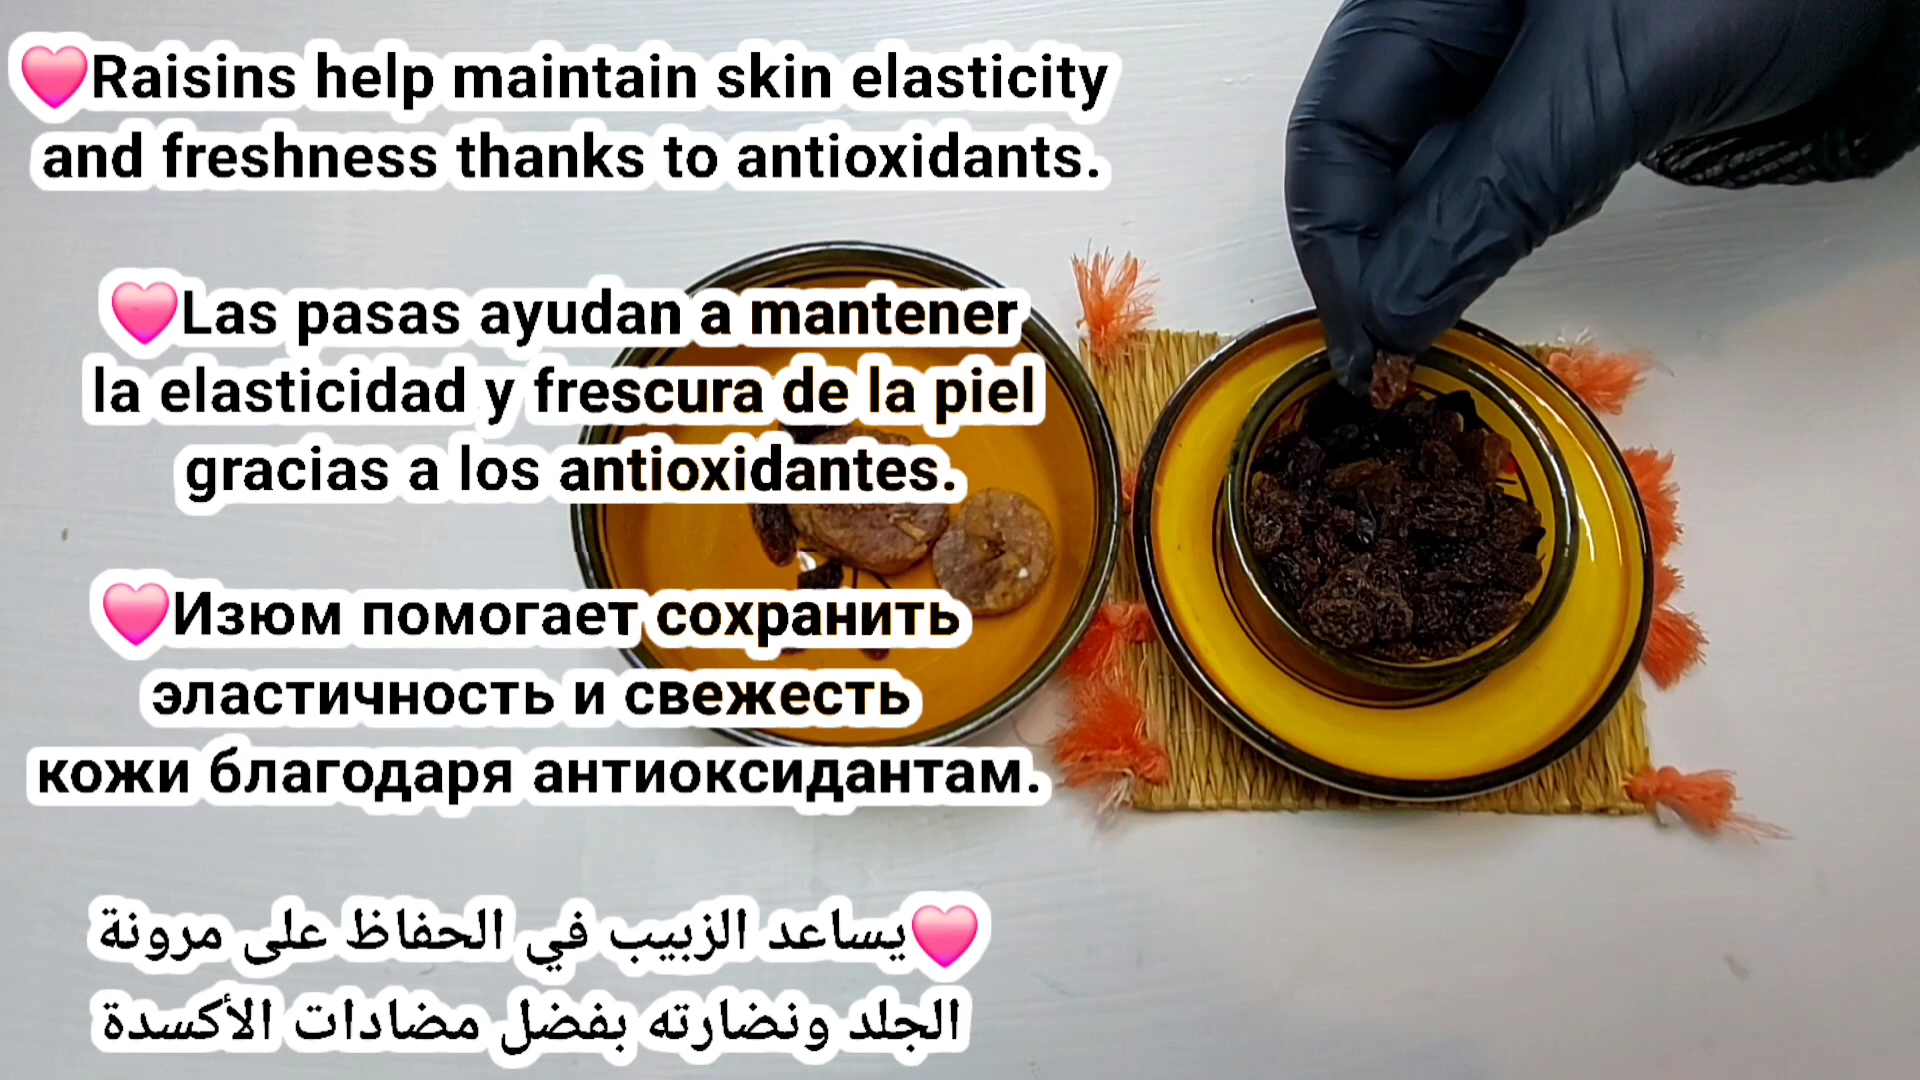 🩷Raisins help maintain skin elasticity
and freshness thanks to antioxidants.
🩷Las pasas ayudan a mantener
la elasticidad y frescura de la piel
gracias a los antioxidantes.
🩷Изюм помогает сохранить
эластичность и свежесть
кожи благодаря антиоксидантам.
🩷يساعد الزبيب في الحفاظ على مرونة
الجلد ونضارته بفضل مضادات الأكسدة